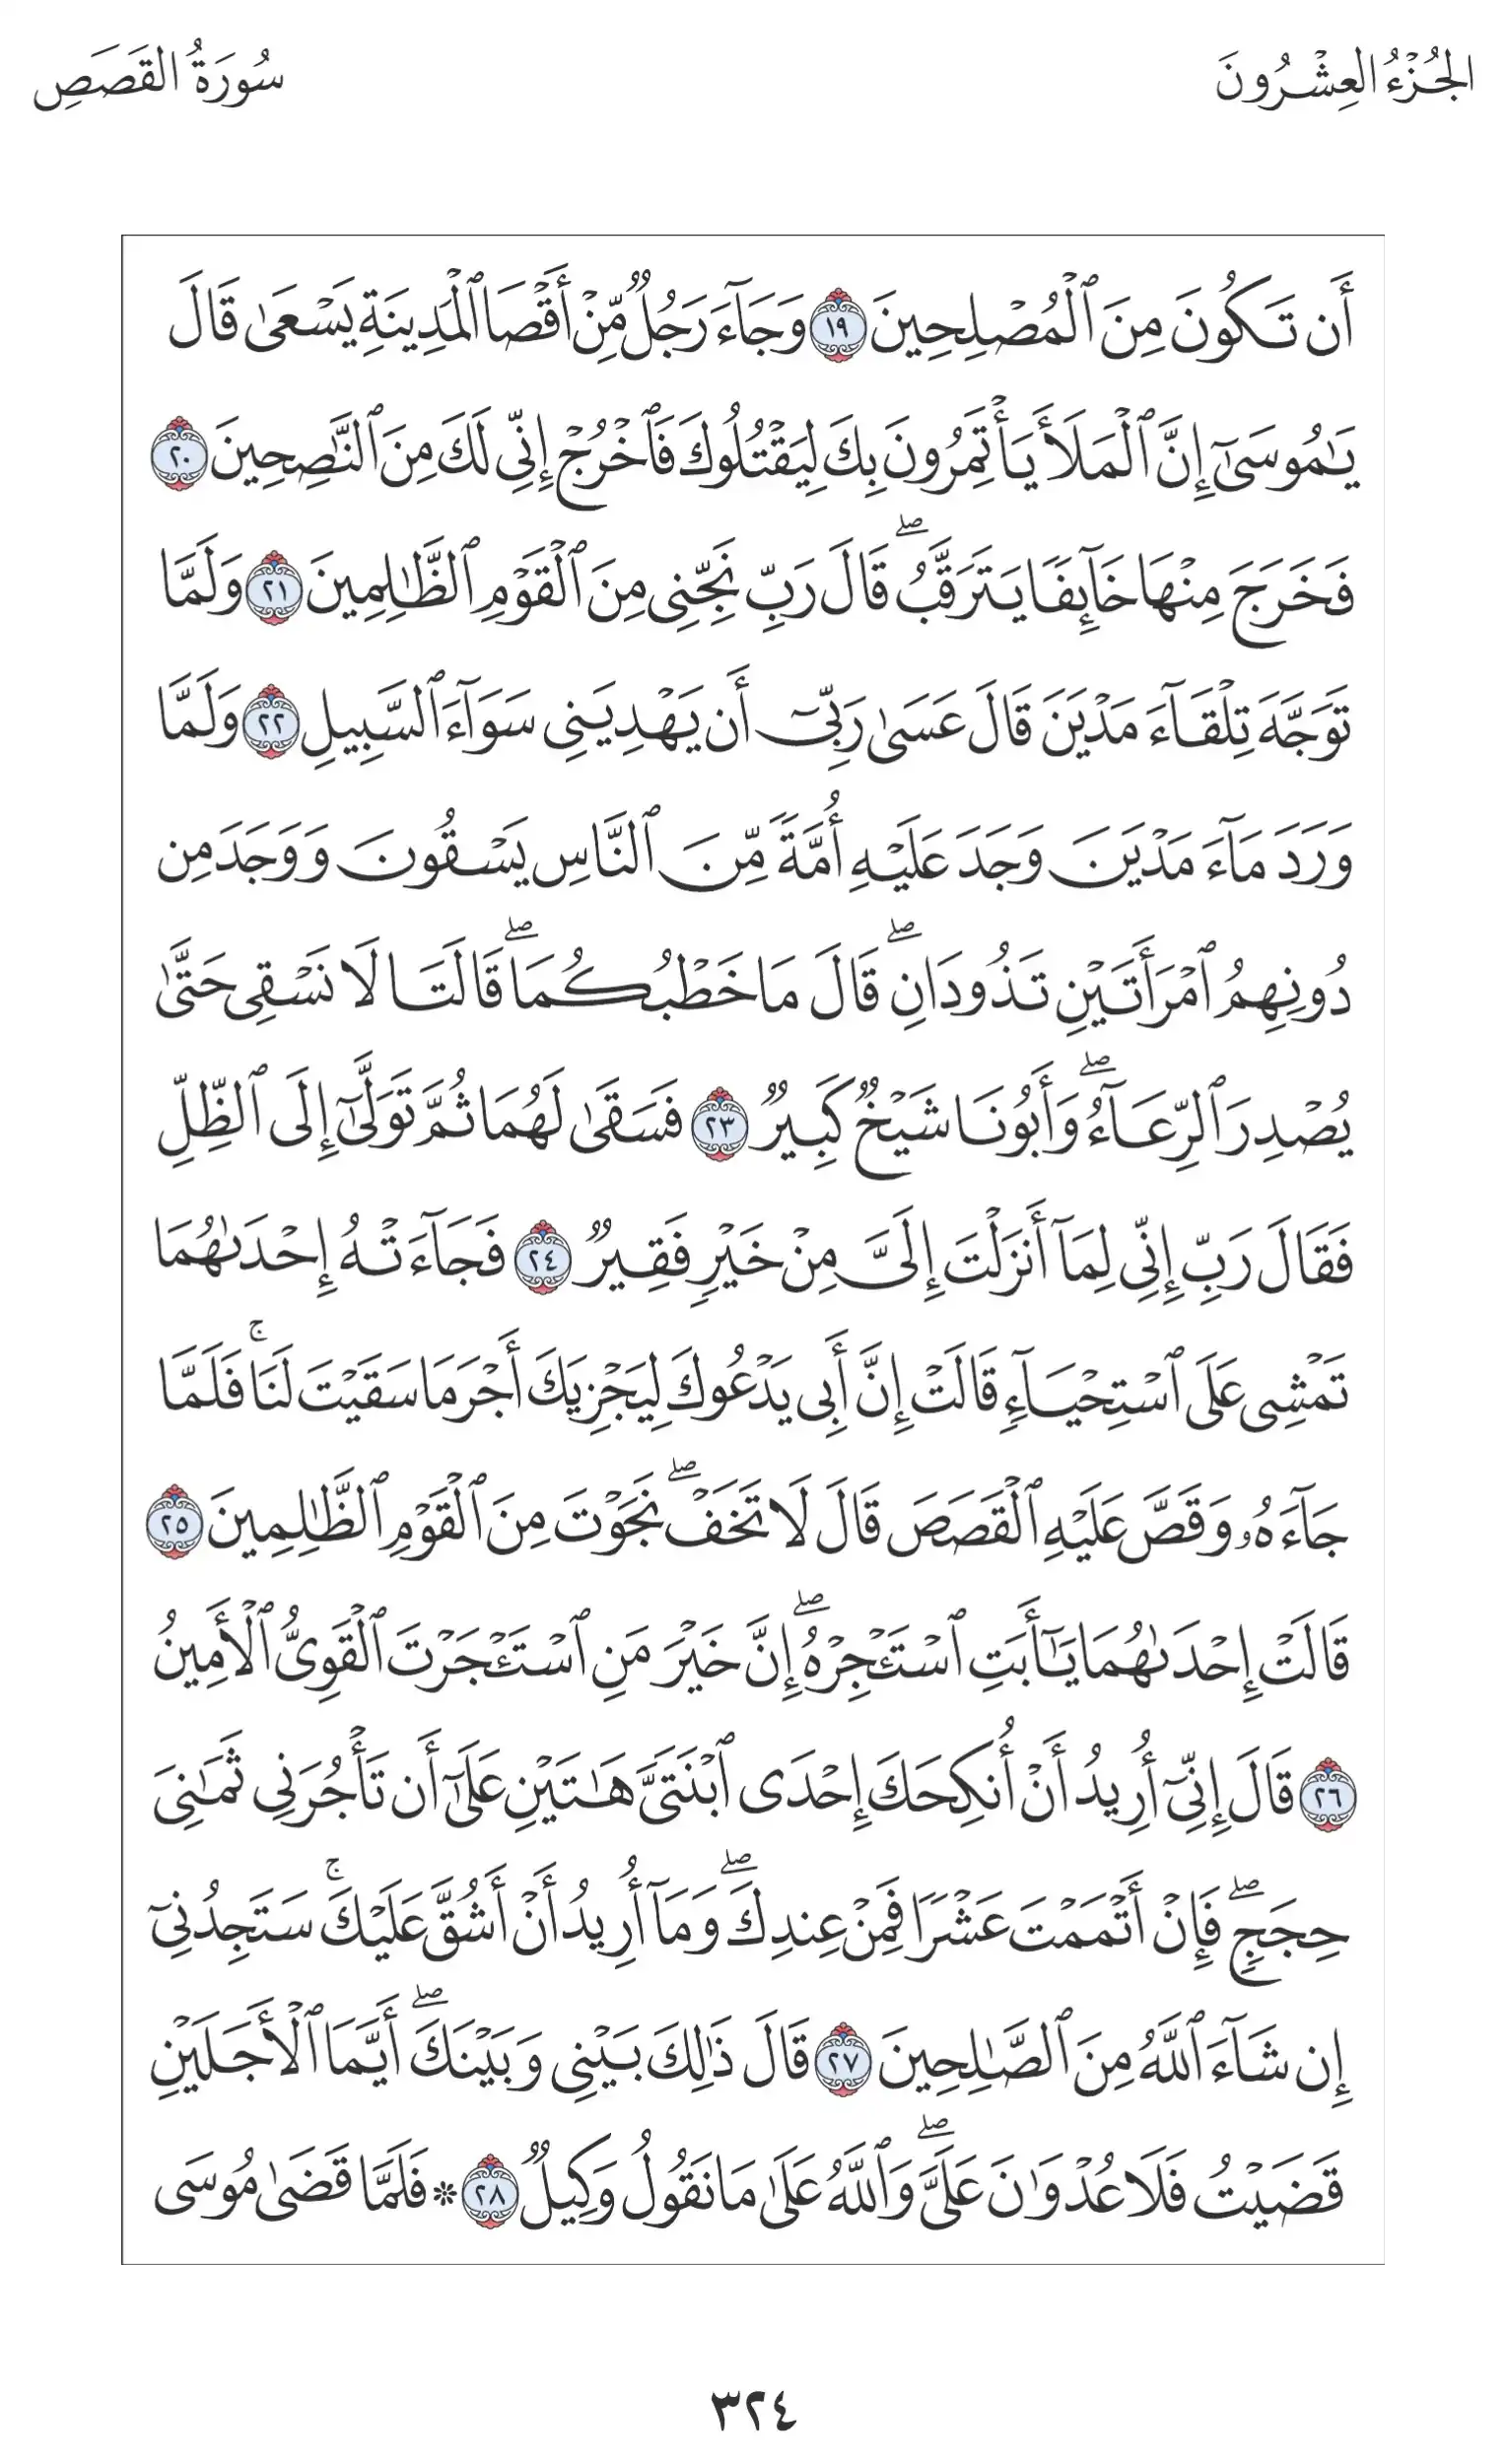 الجُزْءُ العِشْرُونَ
سُورَةُ القَصَصِ
أَن تَكُونَ مِنَ ٱلْمُصْلِحِينَ ١٩ وَجَآءَ رَجُلٌ مِّنْ أَقْصَا ٱلْمَدِينَةِ يَسْعَىٰ قَالَ
يَٰمُوسَىٰٓ إِنَّ ٱلْمَلَأَ يَأْتَمِرُونَ بِكَ لِيَقْتُلُوكَ فَٱخْرُجْ إِنِّى لَكَ مِنَ ٱلنَّٰصِحِينَ ٢٠
فَخَرَجَ مِنْهَا خَآئِفًا يَتَرَقَّبُ ۖ قَالَ رَبِّ نَجِّنِى مِنَ ٱلْقَوْمِ ٱلظَّٰلِمِينَ ٢١ وَلَمَّا
تَوَجَّهَ تِلْقَآءَ مَدْيَنَ قَالَ عَسَىٰ رَبِّىٓ أَن يَهْدِيَنِى سَوَآءَ ٱلسَّبِيلِ ٢٢ وَلَمَّا
وَرَدَ مَآءَ مَدْيَنَ وَجَدَ عَلَيْهِ أُمَّةً مِّنَ ٱلنَّاسِ يَسْقُونَ وَوَجَدَ مِن
دُونِهِمُ ٱمْرَأَتَيْنِ تَذُودَانِ ۖ قَالَ مَا خَطْبُكُمَا ۖ قَالَتَا لَا نَسْقِى حَتَّىٰ
يُصْدِرَ ٱلرِّعَآءُ ۖ وَأَبُونَا شَيْخٌ كَبِيرٌ ٢٣ فَسَقَىٰ لَهُمَا ثُمَّ تَوَلَّىٰٓ إِلَى ٱلظِّلِّ
فَقَالَ رَبِّ إِنِّى لِمَآ أَنزَلْتَ إِلَىَّ مِنْ خَيْرٍ فَقِيرٌ ٢٤ فَجَآءَتْهُ إِحْدَىٰهُمَا
تَمْشِى عَلَى ٱسْتِحْيَآءٍ قَالَتْ إِنَّ أَبِى يَدْعُوكَ لِيَجْزِيَكَ أَجْرَ مَا سَقَيْتَ لَنَا ۚ فَلَمَّا
جَآءَهُۥ وَقَصَّ عَلَيْهِ ٱلْقَصَصَ قَالَ لَا تَخَفْ ۖ نَجَوْتَ مِنَ ٱلْقَوْمِ ٱلظَّٰلِمِينَ ٢٥
قَالَتْ إِحْدَىٰهُمَا يَٰٓأَبَتِ ٱسْتَـْٔجِرْهُ ۖ إِنَّ خَيْرَ مَنِ ٱسْتَـْٔجَرْتَ ٱلْقَوِىُّ ٱلْأَمِينُ
٢٦ قَالَ إِنِّىٓ أُرِيدُ أَنْ أُنكِحَكَ إِحْدَى ٱبْنَتَىَّ هَٰتَيْنِ عَلَىٰٓ أَن تَأْجُرَنِى ثَمَٰنِىَ
حِجَجٍ ۖ فَإِنْ أَتْمَمْتَ عَشْرًا فَمِنْ عِندِكَ ۖ وَمَآ أُرِيدُ أَنْ أَشُقَّ عَلَيْكَ ۚ سَتَجِدُنِىٓ
إِن شَآءَ ٱللَّهُ مِنَ ٱلصَّٰلِحِينَ ٢٧ قَالَ ذَٰلِكَ بَيْنِى وَبَيْنَكَ ۖ أَيَّمَا ٱلْأَجَلَيْنِ
قَضَيْتُ فَلَا عُدْوَٰنَ عَلَىَّ ۖ وَٱللَّهُ عَلَىٰ مَا نَقُولُ وَكِيلٌ ٢٨ * فَلَمَّا قَضَىٰ مُوسَى
٣٢٤